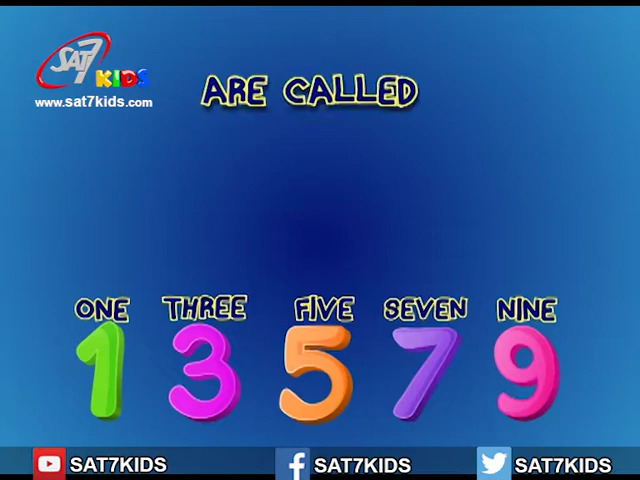 SAT7
KIDS
www.sat7kids.com
ARE CALLED
ONE THREE FIVE SEVEN NINE
1 3 5 7 9
SAT7KIDS SAT7KIDS SAT7KIDS